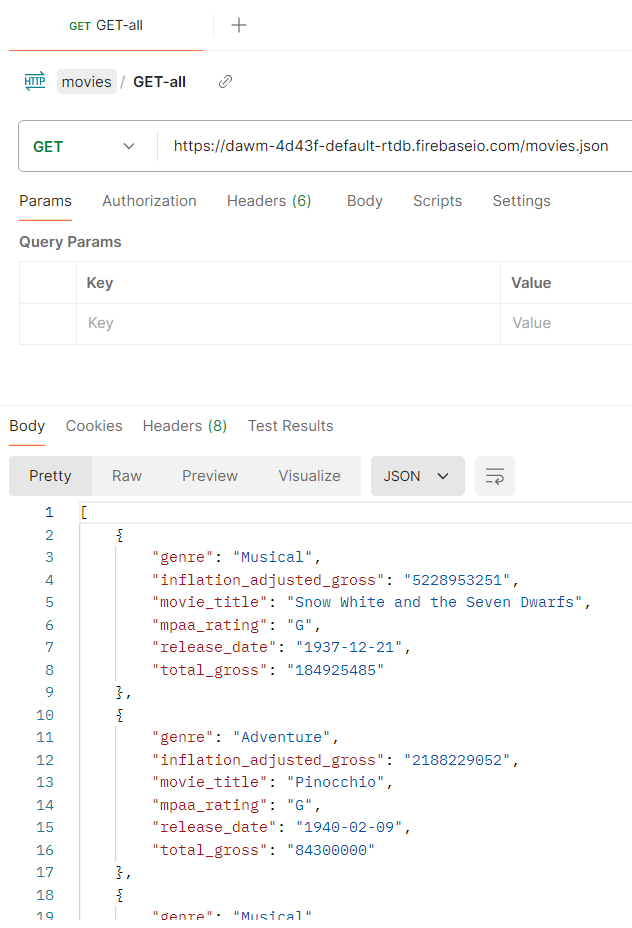 GET GET-all +
HTTP movies / GET-all
GET https://dawm-4d43f-default-rtdb.firebaseio.com/movies.json
Params Authorization Headers (6) Body Scripts Settings
Query Params
Key Value
Key Value
Body Cookies Headers (8) Test Results
Pretty Raw Preview Visualize JSON
1 [
2 {
3 "genre": "Musical",
4 "inflation_adjusted_gross": "5228953251",
5 "movie_title": "Snow White and the Seven Dwarfs",
6 "mpaa_rating": "G",
7 "release_date": "1937-12-21",
8 "total_gross": "184925485"
9 },
10 {
11 "genre": "Adventure",
12 "inflation_adjusted_gross": "2188229052",
13 "movie_title": "Pinocchio",
14 "mpaa_rating": "G",
15 "release_date": "1940-02-09",
16 "total_gross": "84300000"
17 },
18 {
19 "genre": "Musical"